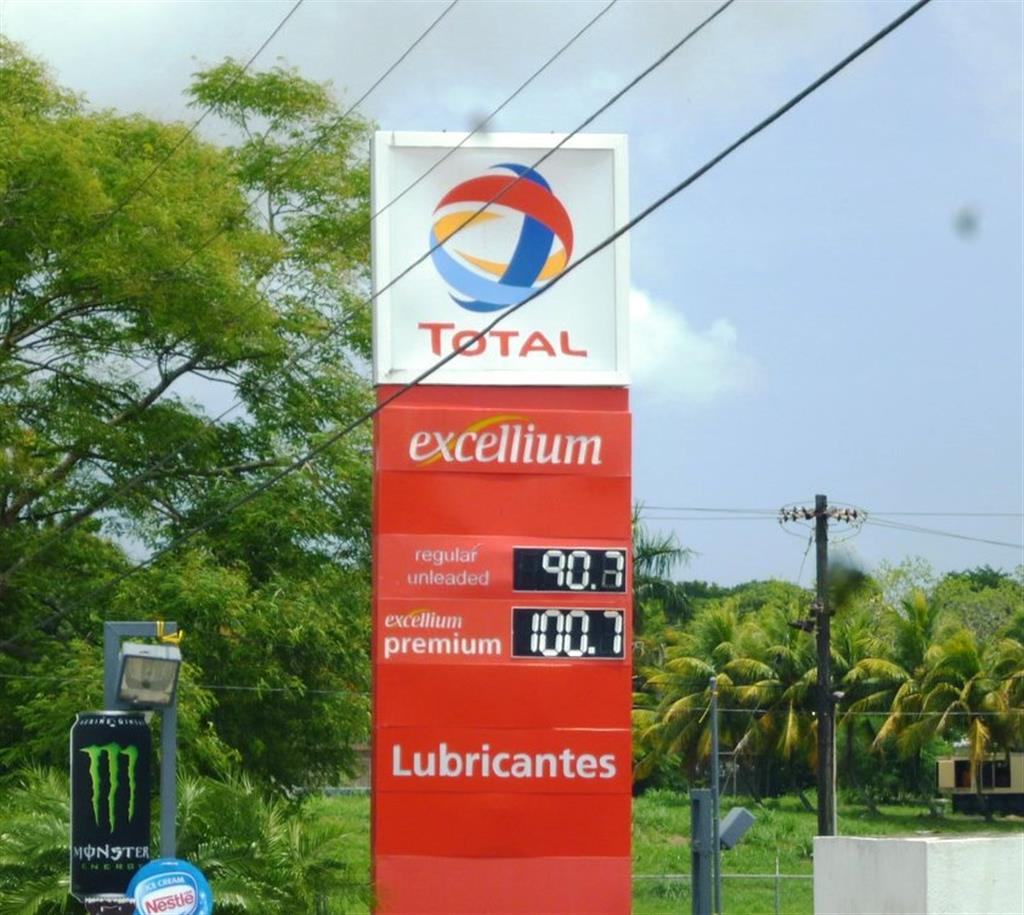 TOTAL
excellium
regular
unleaded
90.7
excellium
premium
100.7
Lubricantes
MONSTER
ENERGY
ICE CREAM
Nestlé